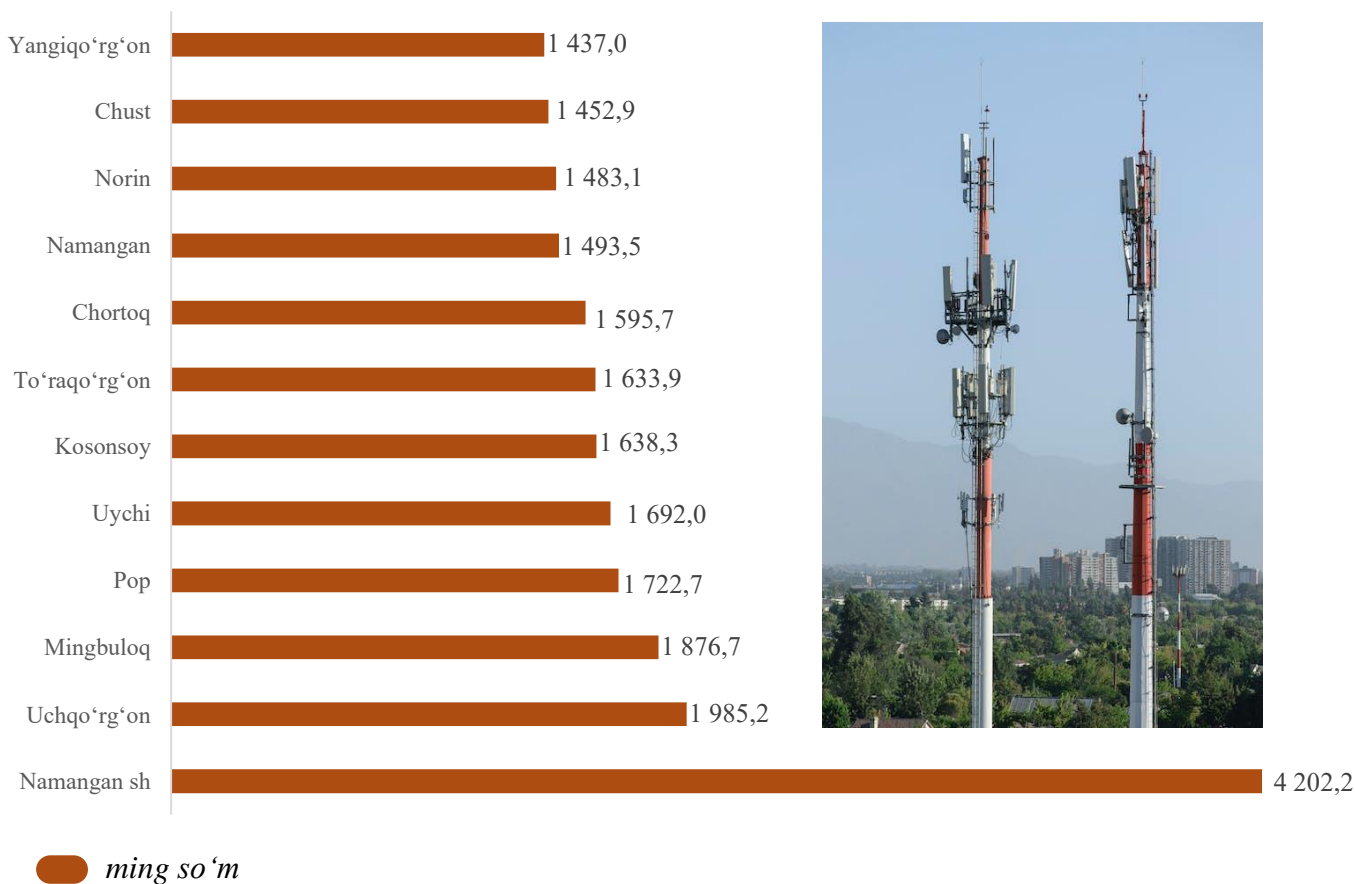 Yangiqo‘rg‘on 1 437,0
Chust 1 452,9
Norin 1 483,1
Namangan 1 493,5
Chortoq 1 595,7
To‘raqo‘rg‘on 1 633,9
Kosonsoy 1 638,3
Uychi 1 692,0
Pop 1 722,7
Mingbuloq 1 876,7
Uchqo‘rg‘on 1 985,2
Namangan sh 4 202,2
ming so‘m